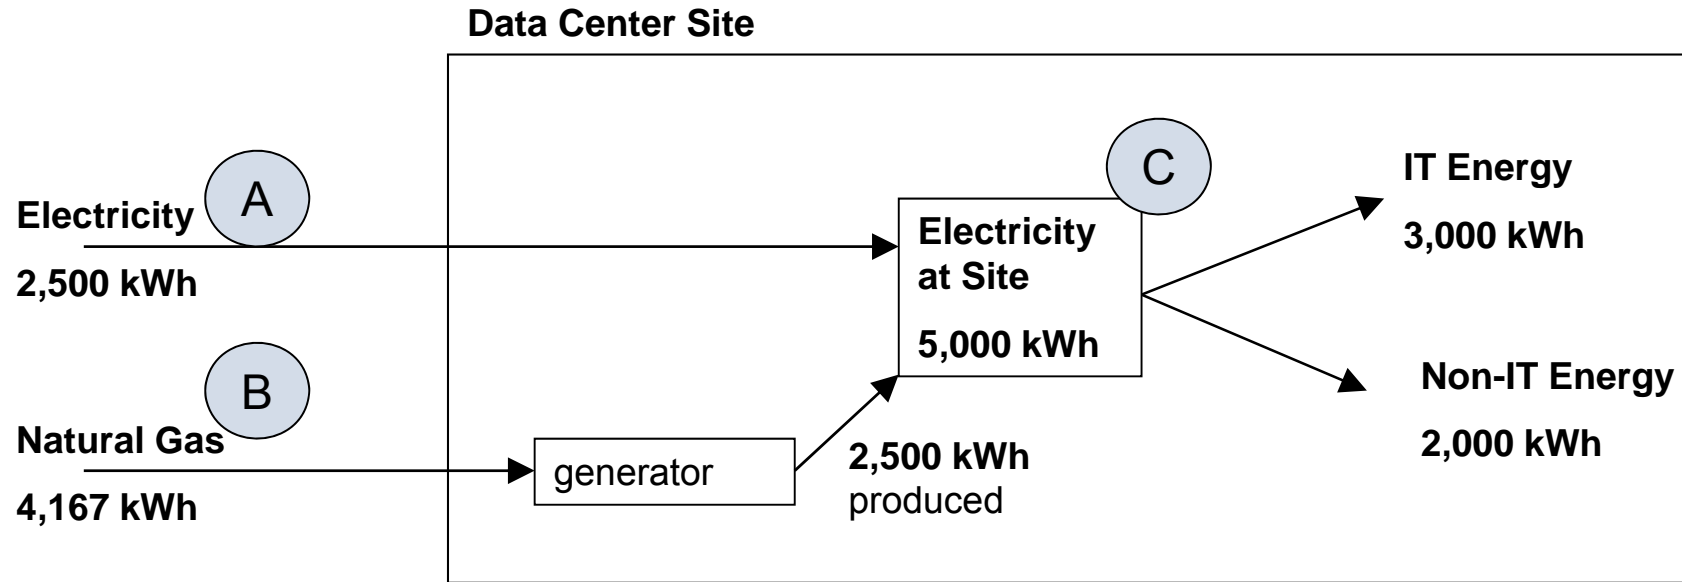 Data Center Site
A
Electricity
2,500 kWh
B
Natural Gas
4,167 kWh
generator
2,500 kWh
produced
C
Electricity
at Site
5,000 kWh
IT Energy
3,000 kWh
Non-IT Energy
2,000 kWh